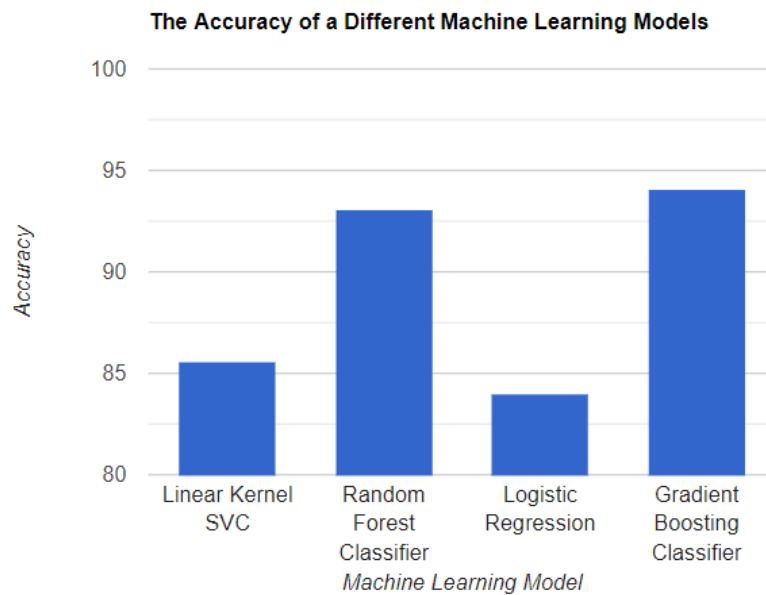 The Accuracy of a Different Machine Learning Models
100
95
90
85
80
Accuracy
Linear Kernel
SVC
Random
Forest
Classifier
Logistic
Regression
Gradient
Boosting
Classifier
Machine Learning Model